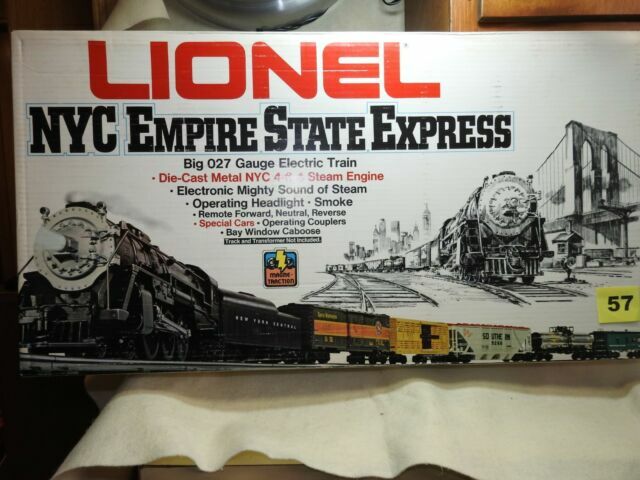 LIONEL
NYC EMPIRE STATE EXPRESS
Big 027 Gauge Electric Train
• Die-Cast Metal NYC 4- Steam Engine
• Electronic Mighty Sound of Steam
• Operating Headlight • Smoke
• Remote Forward, Neutral, Reverse
• Special Cars • Operating Couplers
• Bay Window Caboose
Track and Transformer Not Included.
MAGNE-
TRACTION
57
NEW YORK CENTRAL
SOUTHERN